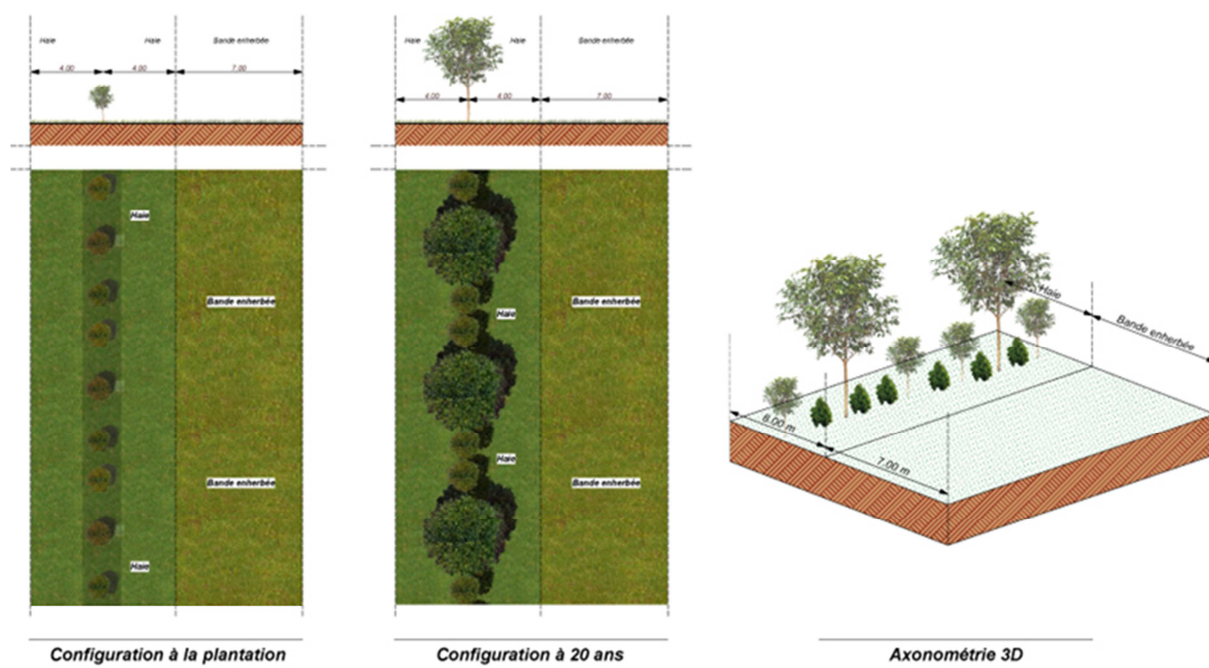 Haie Haie Bande enherbée
4.00 4.00 7.00
Haie
Bande enherbée
Bande enherbée
Haie
Configuration à la plantation
Haie Haie Bande enherbée
4.00 4.00 7.00
Bande enherbée
Haie
Haie
Bande enherbée
Configuration à 20 ans
Haie
Bande enherbée
8.00 m
7.00 m
Axonométrie 3D